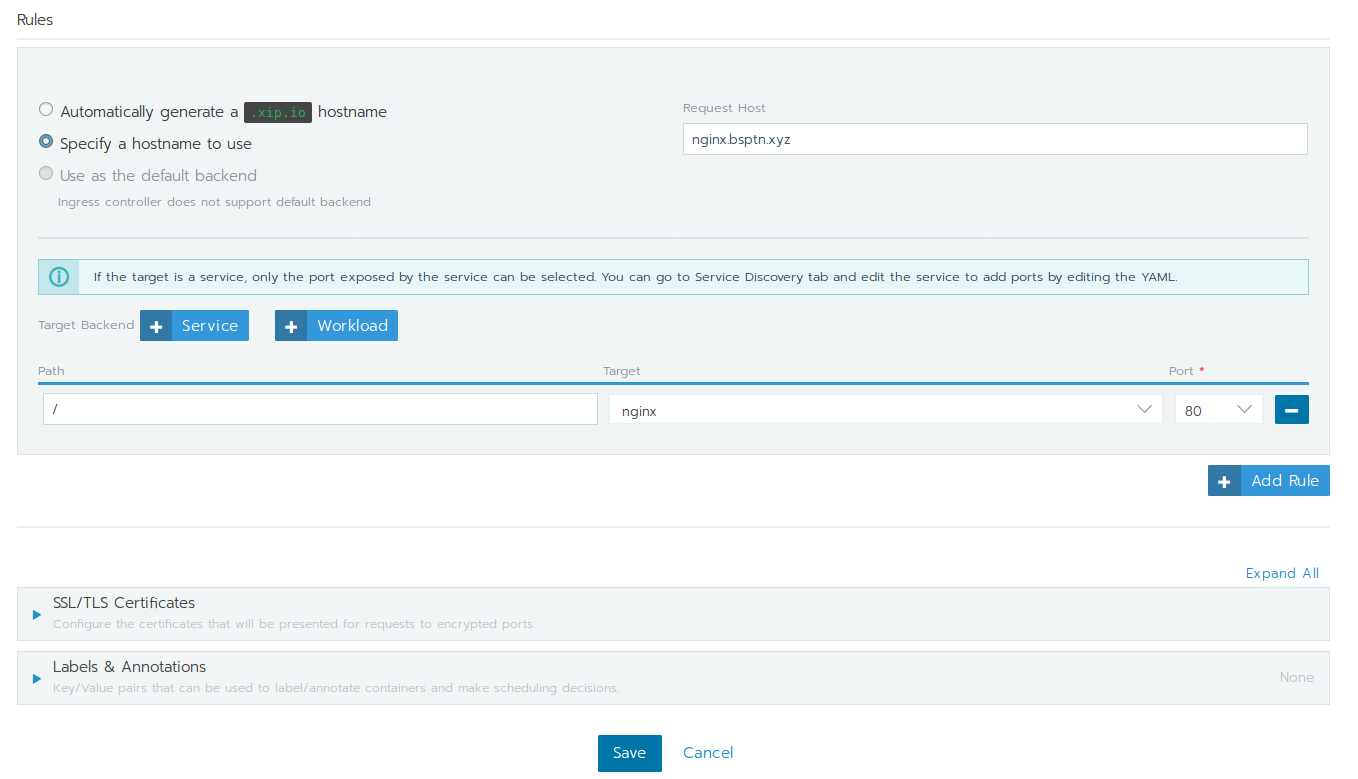 Rules
Automatically generate a .xip.io hostname
Request Host
Specify a hostname to use
nginx.bsptn.xyz
Use as the default backend
Ingress controller does not support default backend
If the target is a service, only the port exposed by the service can be selected. You can go to Service Discovery tab and edit the service to add ports by editing the YAML.
Target Backend + Service + Workload
Path Target Port *
/ nginx 80
+ Add Rule
Expand All
SSL/TLS Certificates
Configure the certificates that will be presented for requests to encrypted ports.
Labels & Annotations
Key/Value pairs that can be used to label/annotate containers and make scheduling decisions.
None
Save Cancel